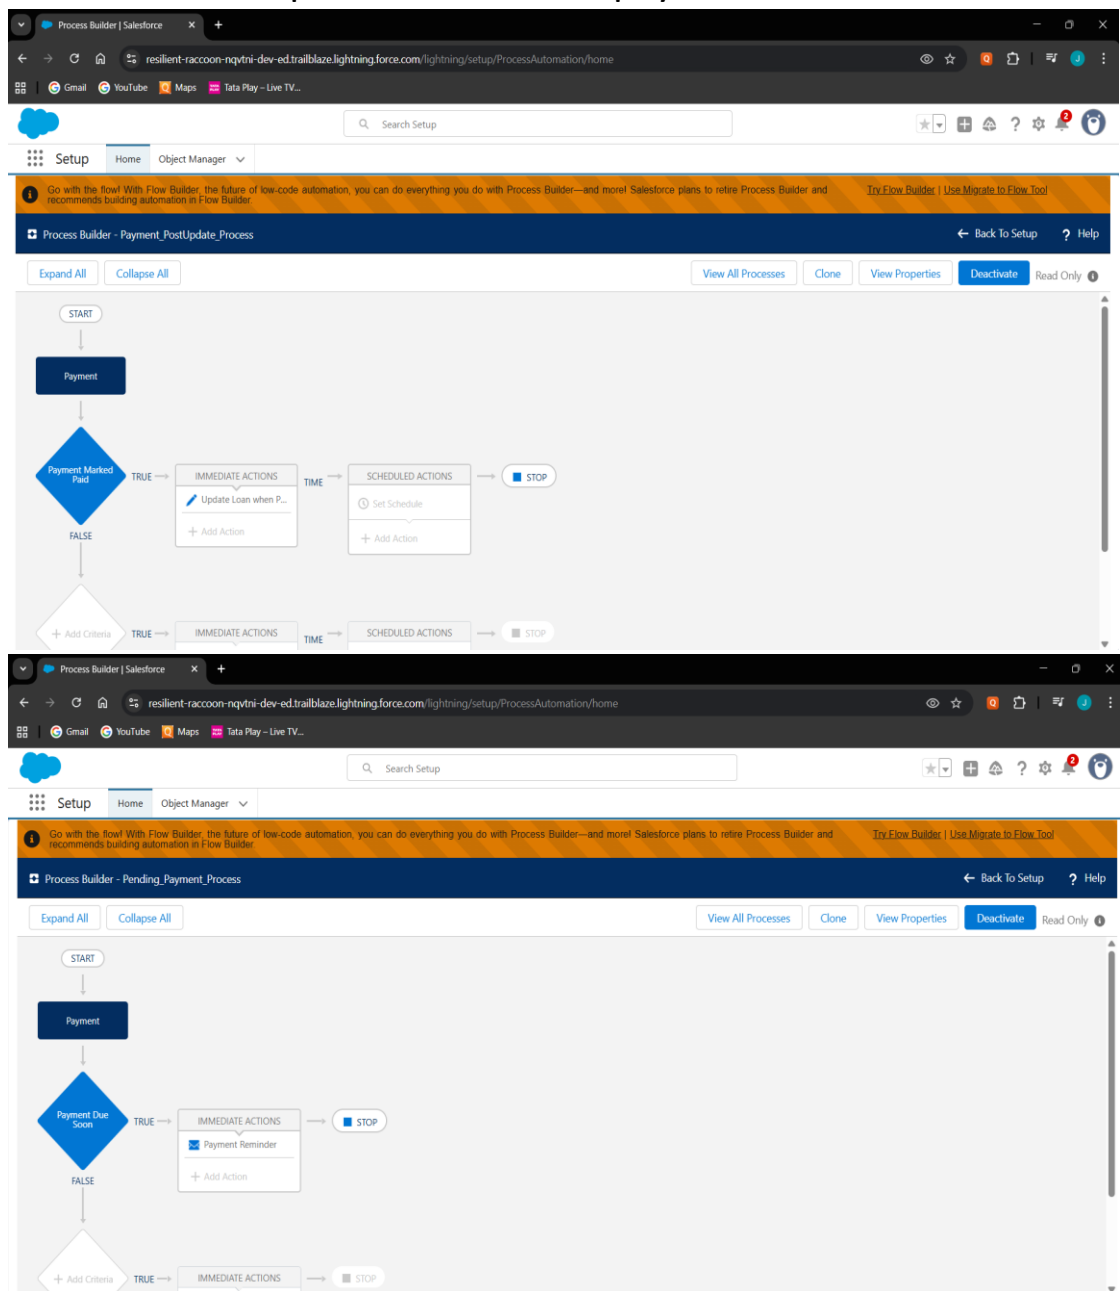 Process Builder | Salesforce
resilient-raccoon-nqvtni-dev-ed.trailblaze.lightning.force.com/lightning/setup/ProcessAutomation/home
Gmail YouTube Maps Tata Play – Live TV...
Search Setup
2
Setup Home Object Manager
Go with the flow! With Flow Builder, the future of low-code automation, you can do everything you do with Process Builder—and more! Salesforce plans to retire Process Builder and Try Flow Builder | Use Migrate to Flow Tool
recommends building automation in Flow Builder.
Process Builder - Payment_PostUpdate_Process Back To Setup ? Help
Expand All Collapse All View All Processes Clone View Properties Deactivate Read Only
START
Payment
Payment Marked Paid
TRUE IMMEDIATE ACTIONS TIME SCHEDULED ACTIONS STOP
Update Loan when P... Set Schedule
+ Add Action + Add Action
FALSE
+ Add Criteria TRUE IMMEDIATE ACTIONS TIME SCHEDULED ACTIONS STOP
Process Builder | Salesforce
resilient-raccoon-nqvtni-dev-ed.trailblaze.lightning.force.com/lightning/setup/ProcessAutomation/home
Gmail YouTube Maps Tata Play – Live TV...
Search Setup
2
Setup Home Object Manager
Go with the flow! With Flow Builder, the future of low-code automation, you can do everything you do with Process Builder—and more! Salesforce plans to retire Process Builder and Try Flow Builder | Use Migrate to Flow Tool
recommends building automation in Flow Builder.
Process Builder - Pending_Payment_Process Back To Setup ? Help
Expand All Collapse All View All Processes Clone View Properties Deactivate Read Only
START
Payment
Payment Due Soon
TRUE IMMEDIATE ACTIONS STOP
Payment Reminder
+ Add Action
FALSE
+ Add Criteria TRUE IMMEDIATE ACTIONS STOP